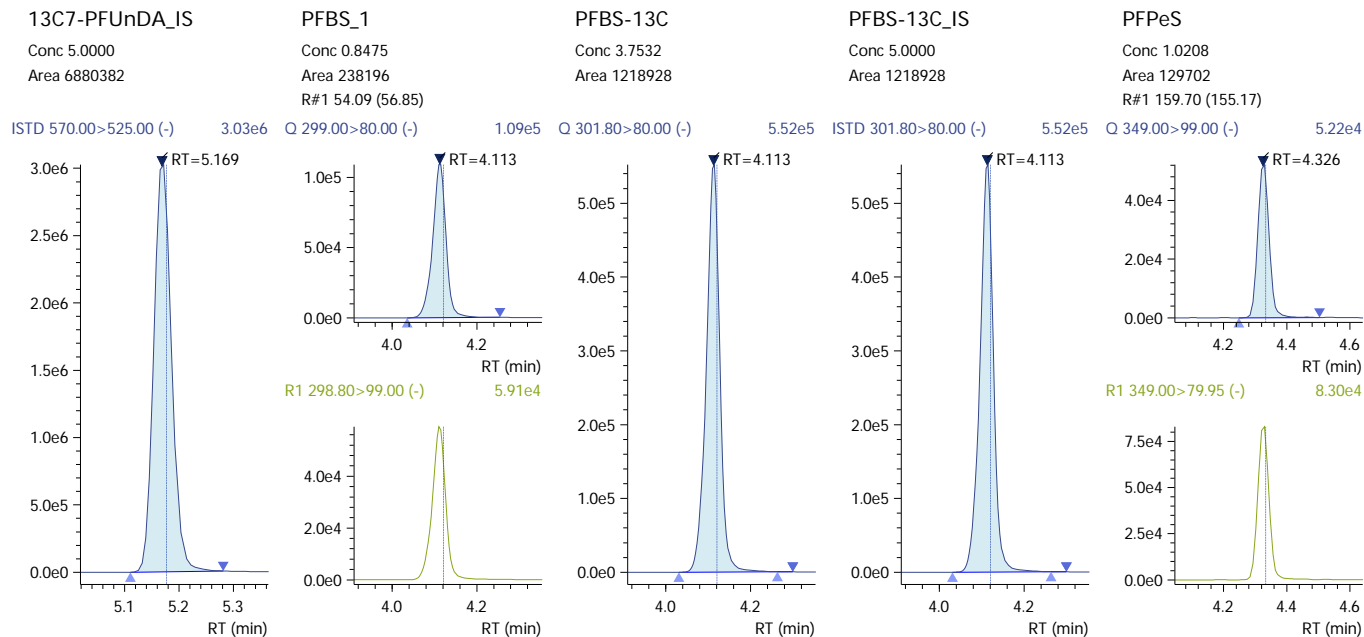 13C7-PFUnDA_IS
Conc 5.0000
Area 6880382
ISTD 570.00>525.00 (-) 3.03e6
RT=5.169
3.0e6
2.5e6
2.0e6
1.5e6
1.0e6
5.0e5
0.0e0
5.1 5.2 5.3
RT (min)
PFBS_1
Conc 0.8475
Area 238196
R#1 54.09 (56.85)
Q 299.00>80.00 (-) 1.09e5
RT=4.113
1.0e5
5.0e4
0.0e0
4.0 4.2
RT (min)
R1 298.80>99.00 (-) 5.91e4
4.0e4
2.0e4
0.0e0
4.0 4.2
RT (min)
PFBS-13C
Conc 3.7532
Area 1218928
Q 301.80>80.00 (-) 5.52e5
RT=4.113
5.0e5
4.0e5
3.0e5
2.0e5
1.0e5
0.0e0
4.0 4.2
RT (min)
PFBS-13C_IS
Conc 5.0000
Area 1218928
ISTD 301.80>80.00 (-) 5.52e5
RT=4.113
5.0e5
4.0e5
3.0e5
2.0e5
1.0e5
0.0e0
4.0 4.2
RT (min)
PFPeS
Conc 1.0208
Area 129702
R#1 159.70 (155.17)
Q 349.00>99.00 (-) 5.22e4
RT=4.326
4.0e4
2.0e4
0.0e0
4.2 4.4 4.6
RT (min)
R1 349.00>79.95 (-) 8.30e4
7.5e4
5.0e4
2.5e4
0.0e0
4.2 4.4 4.6
RT (min)